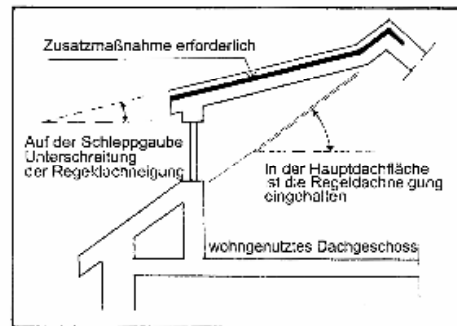 Zusatzmaßnahme erforderlich
Auf der Schleppgaube
Unterschreitung
der Regeldachneigung
In der Hauptdachfläche
ist die Regeldachneigung
eingehalten
wohngenutztes Dachgeschoss